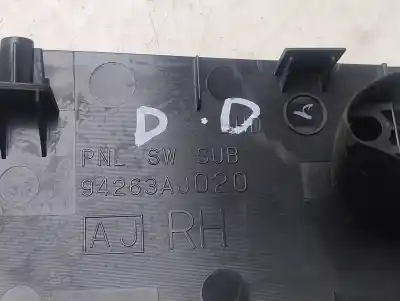 D .D
PNL SW SUB
94263AJ020
AJ RH
A